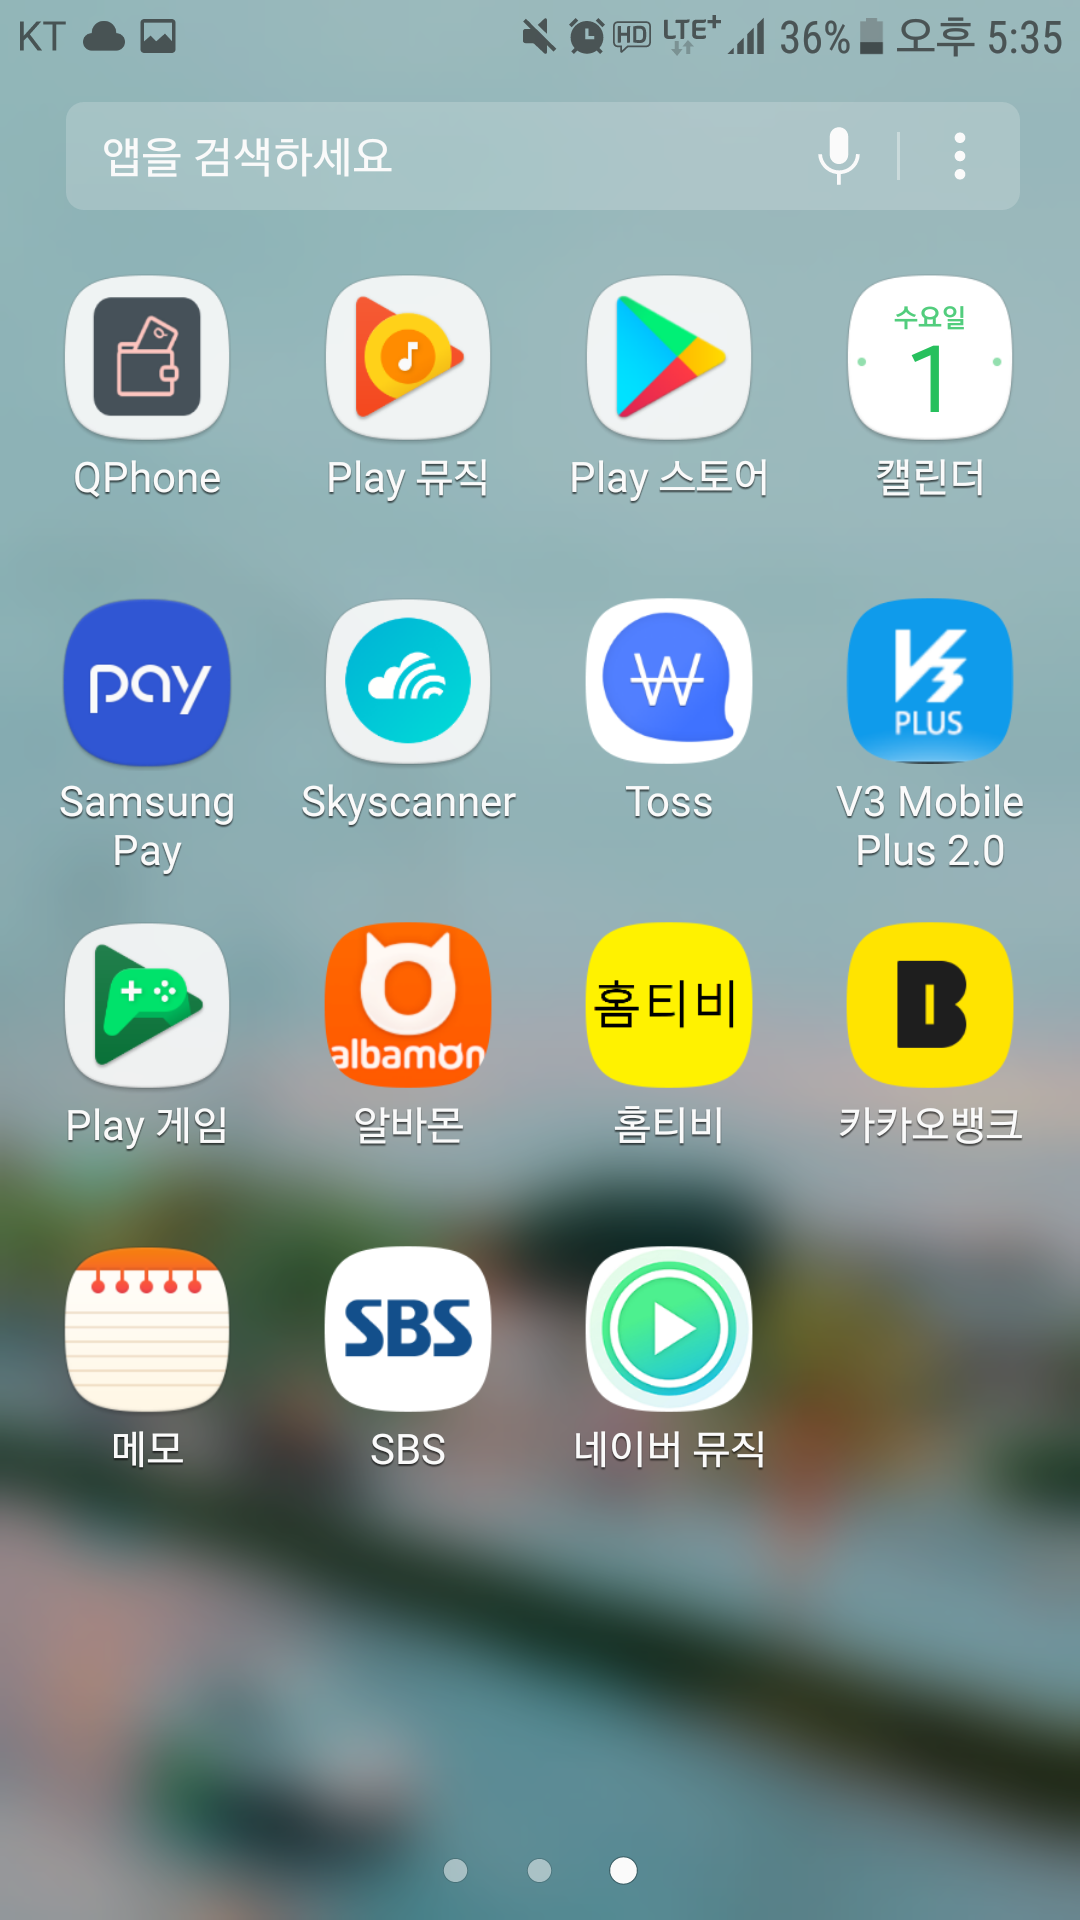 KT HD LTE+ 36% 오후 5:35
앱을 검색하세요
수요일
1
QPhone Play 뮤직 Play 스토어 캘린더
pay W V3
PLUS
Samsung Pay Skyscanner Toss V3 Mobile Plus 2.0
albamon 홈티비 B
Play 게임 알바몬 홈티비 카카오뱅크
SBS
메모 SBS 네이버 뮤직